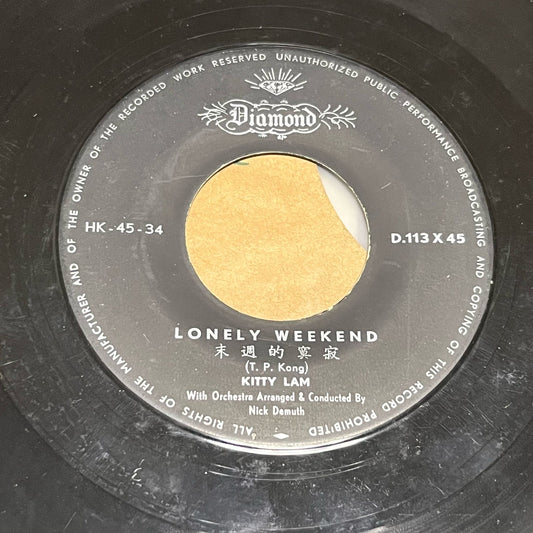 ALL RIGHTS OF THE MANUFACTURER AND OF THE OWNER OF THE RECORDED WORK RESERVED UNAUTHORIZED PUBLIC PERFORMANCE BROADCASTING AND COPYING OF THIS RECORD PROHIBITED
Diamond
HK-45-34
D.113 X 45
LONELY WEEKEND
末週的寞寂
(T. P. Kong)
KITTY LAM
With Orchestra Arranged & Conducted By
Nick Demuth